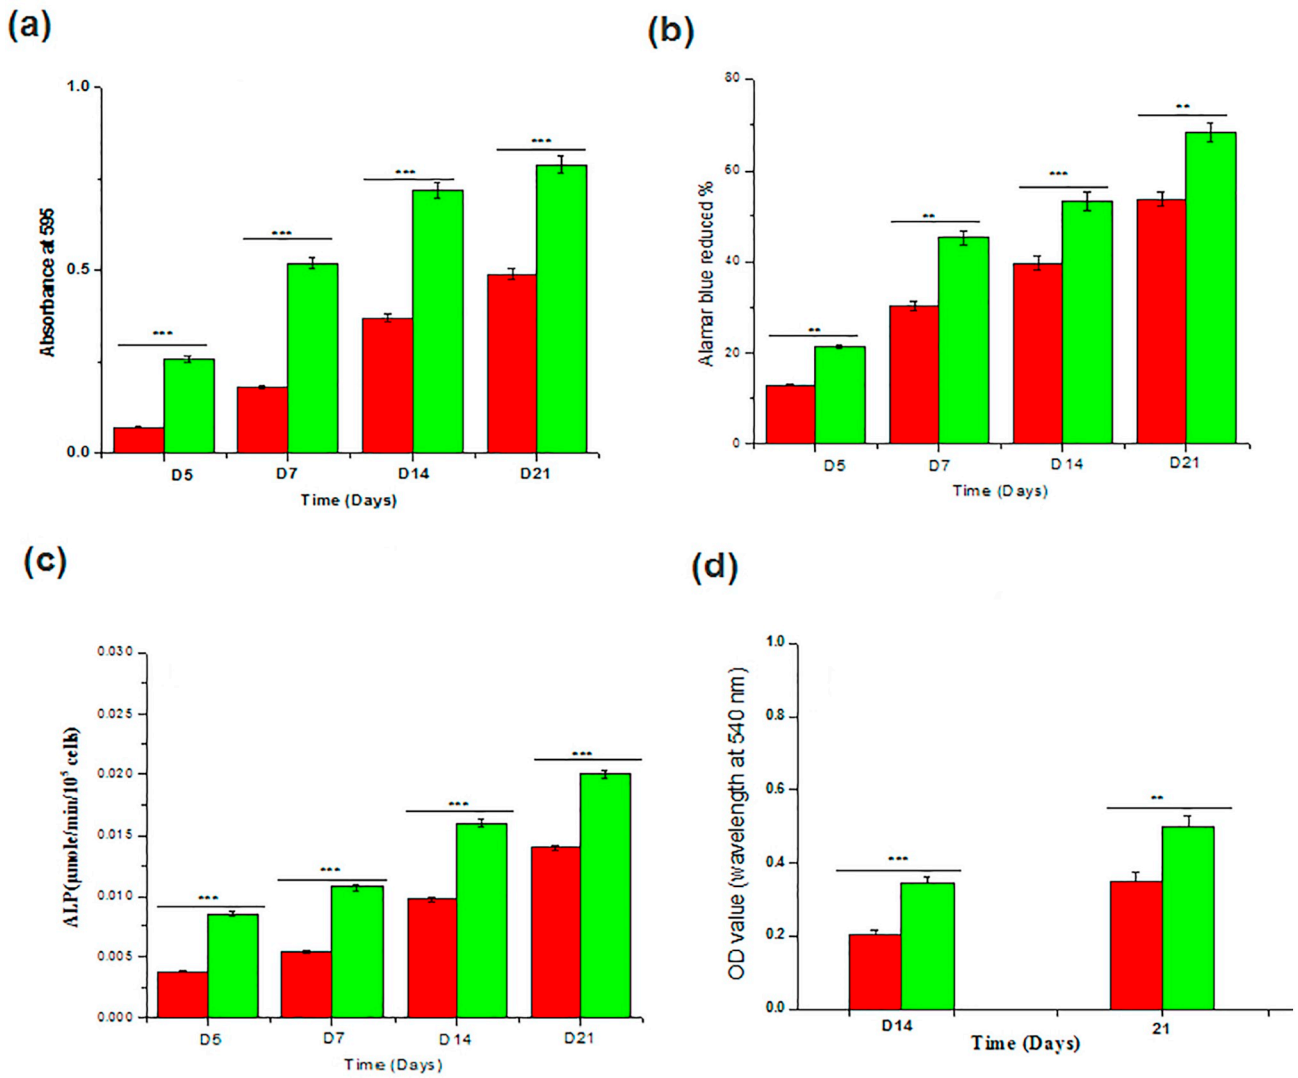 (a)
1.0
0.5
0.0
Absorbance at 595
***
***
***
***
D5
D7
D14
D21
Time (Days)
(b)
80
60
40
20
0
Alamar blue reduced %
**
**
***
**
D5
D7
D14
D21
Time (Days)
(c)
0.030
0.025
0.020
0.015
0.010
0.005
0.000
ALP(µmole/min/10⁵ cells)
***
***
***
***
D5
D7
D14
D21
Time (Days)
(d)
1.0
0.8
0.6
0.4
0.2
0.0
OD value (wavelength at 540 nm)
***
**
D14
21
Time (Days)